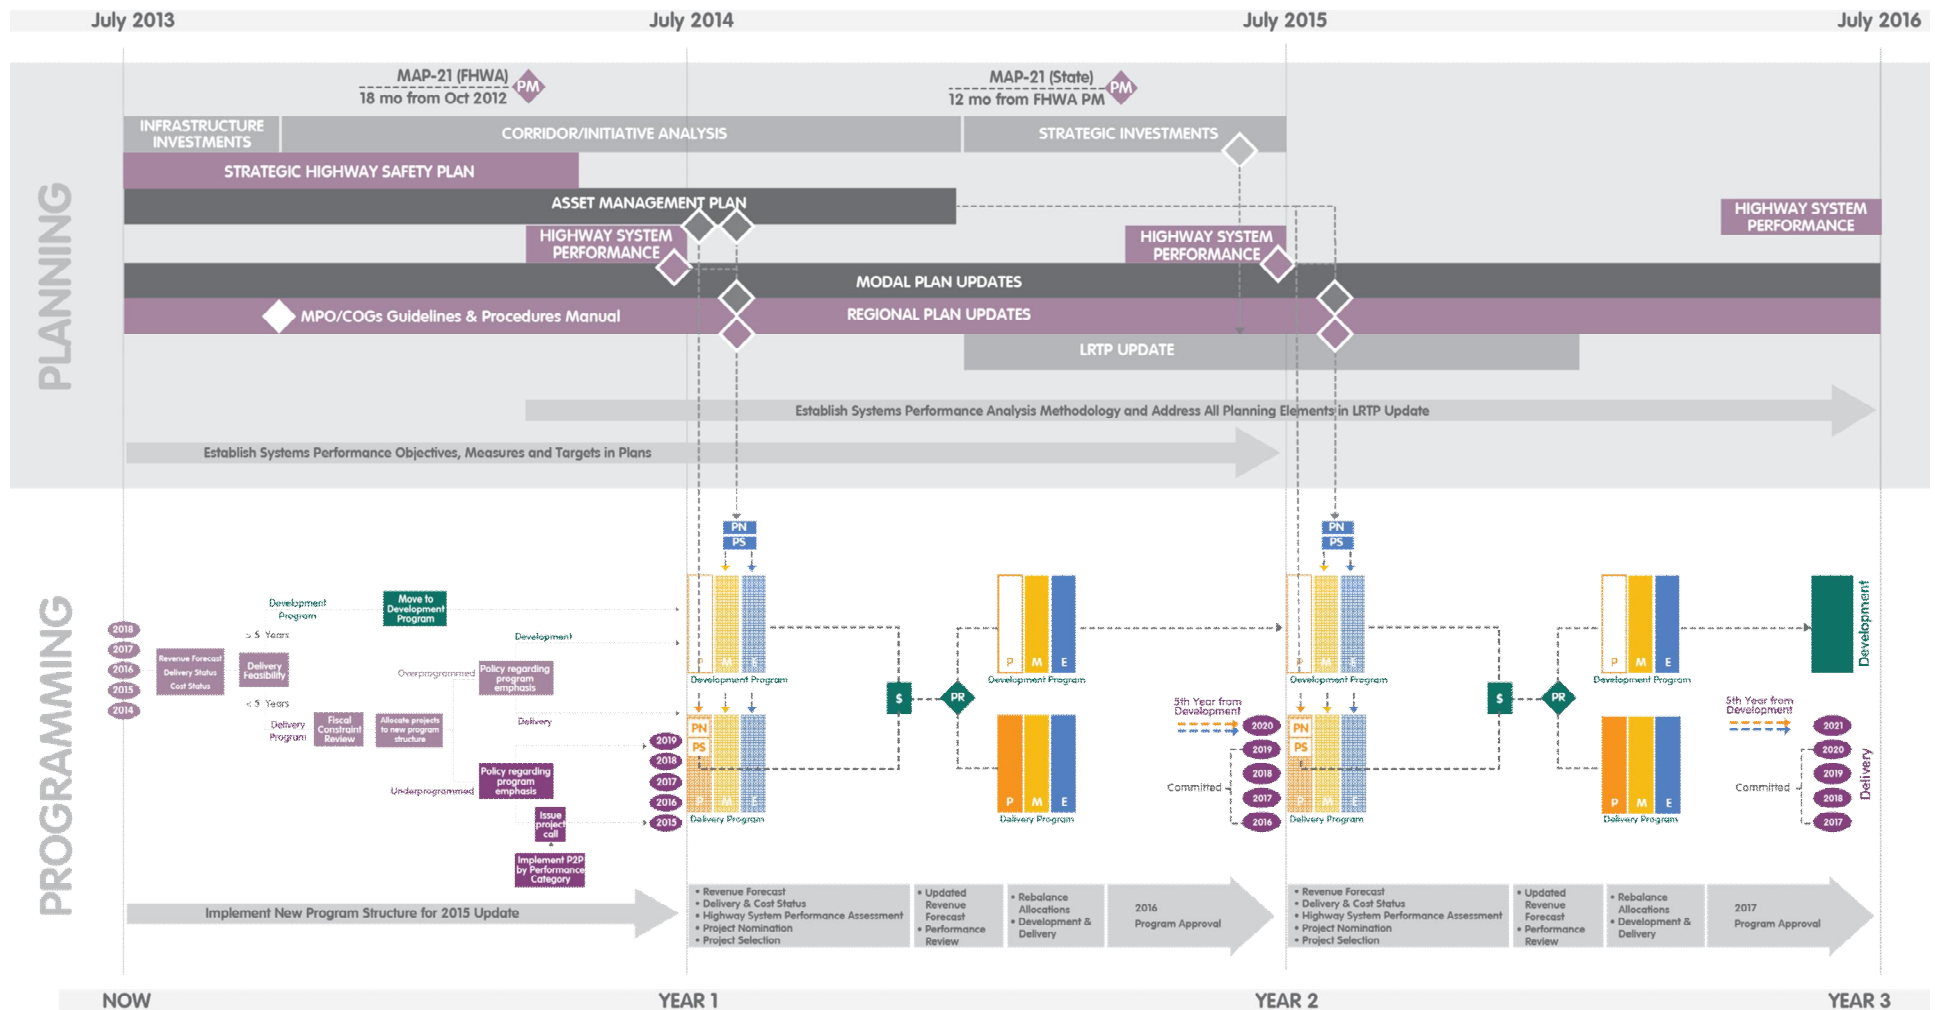 July 2013
July 2014
July 2015
July 2016
PLANNING
MAP-21 (FHWA)
18 mo from Oct 2012
PM
MAP-21 (State)
12 mo from FHWA PM
PM
INFRASTRUCTURE
INVESTMENTS
CORRIDOR/INITIATIVE ANALYSIS
STRATEGIC INVESTMENTS
STRATEGIC HIGHWAY SAFETY PLAN
ASSET MANAGEMENT PLAN
HIGHWAY SYSTEM
PERFORMANCE
HIGHWAY SYSTEM
PERFORMANCE
HIGHWAY SYSTEM
PERFORMANCE
MODAL PLAN UPDATES
MPO/COGs Guidelines & Procedures Manual
REGIONAL PLAN UPDATES
LRTP UPDATE
Establish Systems Performance Analysis Methodology and Address All Planning Elements in LRTP Update
Establish Systems Performance Objectives, Measures and Targets in Plans
PROGRAMMING
2018
2017
2016
2015
2014
Revenue Forecast
Delivery Status
Cost Status
Development
Program
> 5 Years
Delivery
Feasibility
< 5 Years
Delivery
Program
Move to
Development
Program
Fiscal
Constraint
Review
Allocate projects
to new program
structure
Overprogrammed
Underprogrammed
Development
Policy regarding
program
emphasis
Delivery
Policy regarding
program
emphasis
Issue
project
call
Implement P2P
by Performance
Category
2019
2018
2017
2016
2015
PN
PS
P M E
Development Program
PN
PS
P M E
Delivery Program
$
PR
P M E
Development Program
P M E
Delivery Program
5th Year from
Development
Committed
2020
2019
2018
2017
2016
PN
PS
P M E
Development Program
PN
PS
P M E
Delivery Program
$
PR
P M E
Development Program
P M E
Delivery Program
5th Year from
Development
Committed
2021
2020
2019
2018
2017
Development
Delivery
Implement New Program Structure for 2015 Update
• Revenue Forecast
• Delivery & Cost Status
• Highway System Performance Assessment
• Project Nomination
• Project Selection
• Updated
Revenue
Forecast
• Performance
Review
• Rebalance
Allocations
• Development &
Delivery
2016
Program Approval
• Revenue Forecast
• Delivery & Cost Status
• Highway System Performance Assessment
• Project Nomination
• Project Selection
• Updated
Revenue
Forecast
• Performance
Review
• Rebalance
Allocations
• Development &
Delivery
2017
Program Approval
NOW
YEAR 1
YEAR 2
YEAR 3